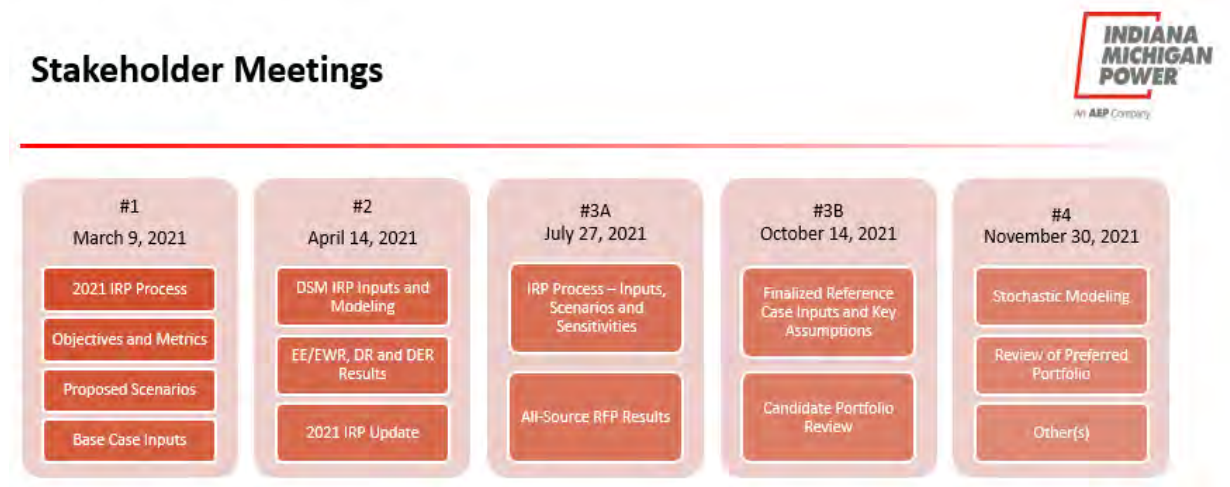 Stakeholder Meetings
INDIANA
MICHIGAN
POWER
An AEP Company
#1
March 9, 2021
2021 IRP Process
Objectives and Metrics
Proposed Scenarios
Base Case Inputs
#2
April 14, 2021
DSM IRP Inputs and
Modeling
EE/EWR, DR and DER
Results
2021 IRP Update
#3A
July 27, 2021
IRP Process – Inputs,
Scenarios and
Sensitivities
All-Source RFP Results
#3B
October 14, 2021
Finalized Reference
Case Inputs and Key
Assumptions
Candidate Portfolio
Review
#4
November 30, 2021
Stochastic Modeling
Review of Preferred
Portfolio
Other(s)